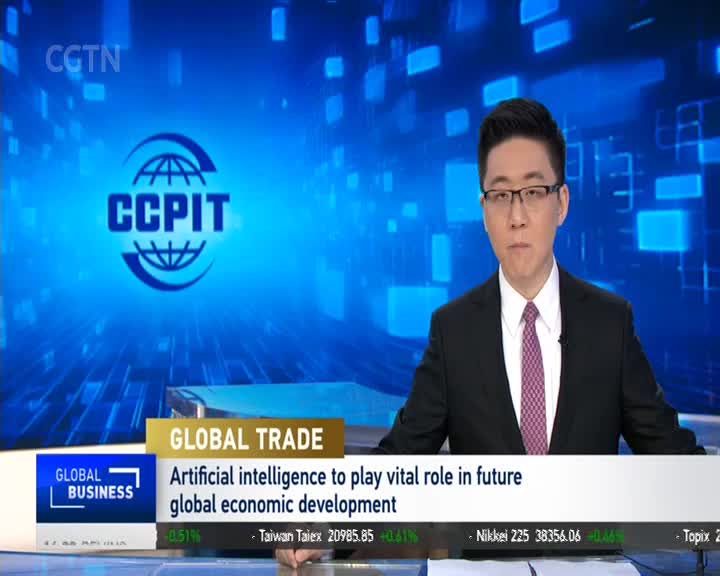 CGTN
CCPIT
GLOBAL TRADE
GLOBAL
BUSINESS
Artificial intelligence to play vital role in future
global economic development
0.51% - Taiwan Taiex 20985.85 +0.61% - Nikkei 225 38356.06 +0.46% - Topix 2